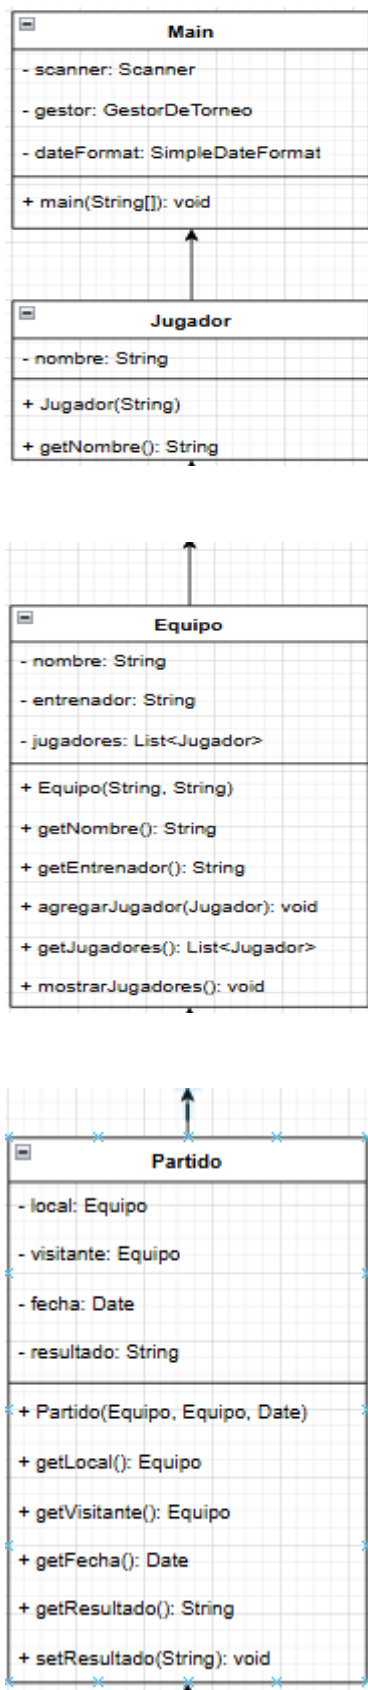 Main
- scanner: Scanner
- gestor: GestorDeTorneo
- dateFormat: SimpleDateFormat
+ main(String[]): void
Jugador
- nombre: String
+ Jugador(String)
+ getNombre(): String
Equipo
- nombre: String
- entrenador: String
- jugadores: List<Jugador>
+ Equipo(String, String)
+ getNombre(): String
+ getEntrenador(): String
+ agregarJugador(Jugador): void
+ getJugadores(): List<Jugador>
+ mostrarJugadores(): void
Partido
- local: Equipo
- visitante: Equipo
- fecha: Date
- resultado: String
+ Partido(Equipo, Equipo, Date)
+ getLocal(): Equipo
+ getVisitante(): Equipo
+ getFecha(): Date
+ getResultado(): String
+ setResultado(String): void